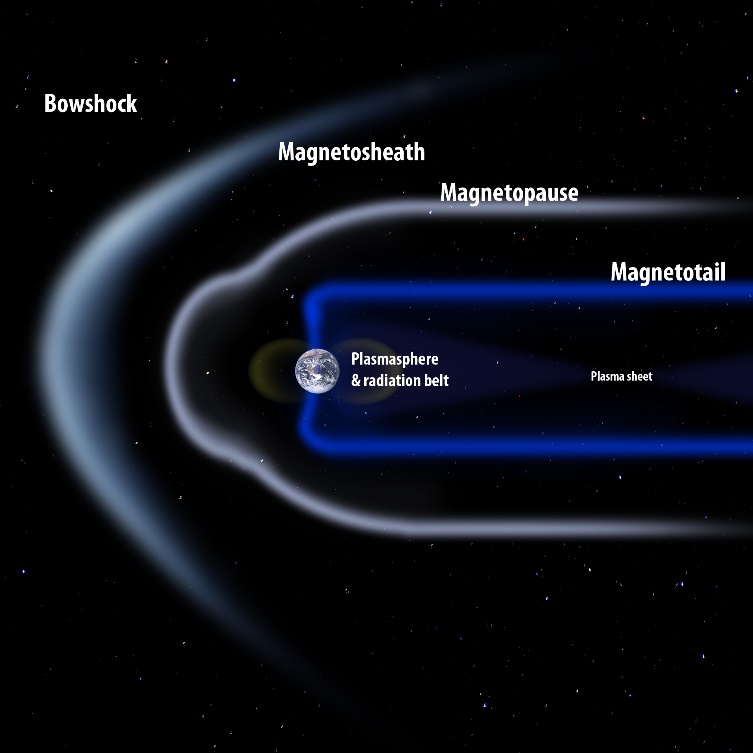 Bowshock
Magnetosheath
Magnetopause
Magnetotail
Plasmasphere
& radiation belt
Plasma sheet